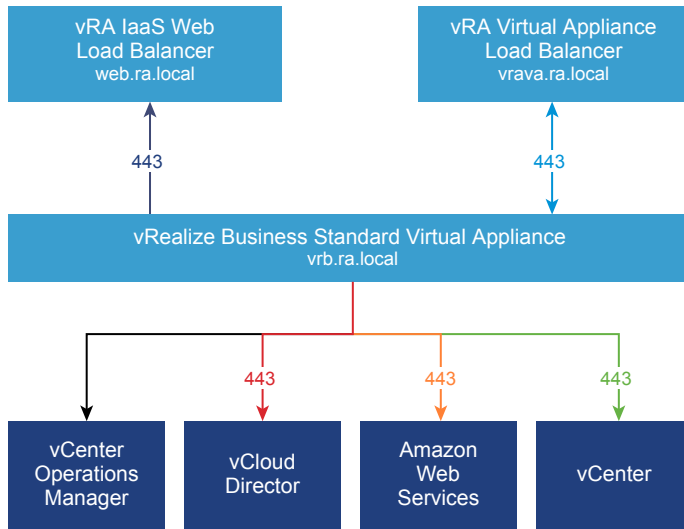 vRA IaaS Web
Load Balancer
web.ra.local
vRA Virtual Appliance
Load Balancer
vrava.ra.local
443
443
vRealize Business Standard Virtual Appliance
vrb.ra.local
443
443
443
vCenter
Operations
Manager
vCloud
Director
Amazon
Web
Services
vCenter